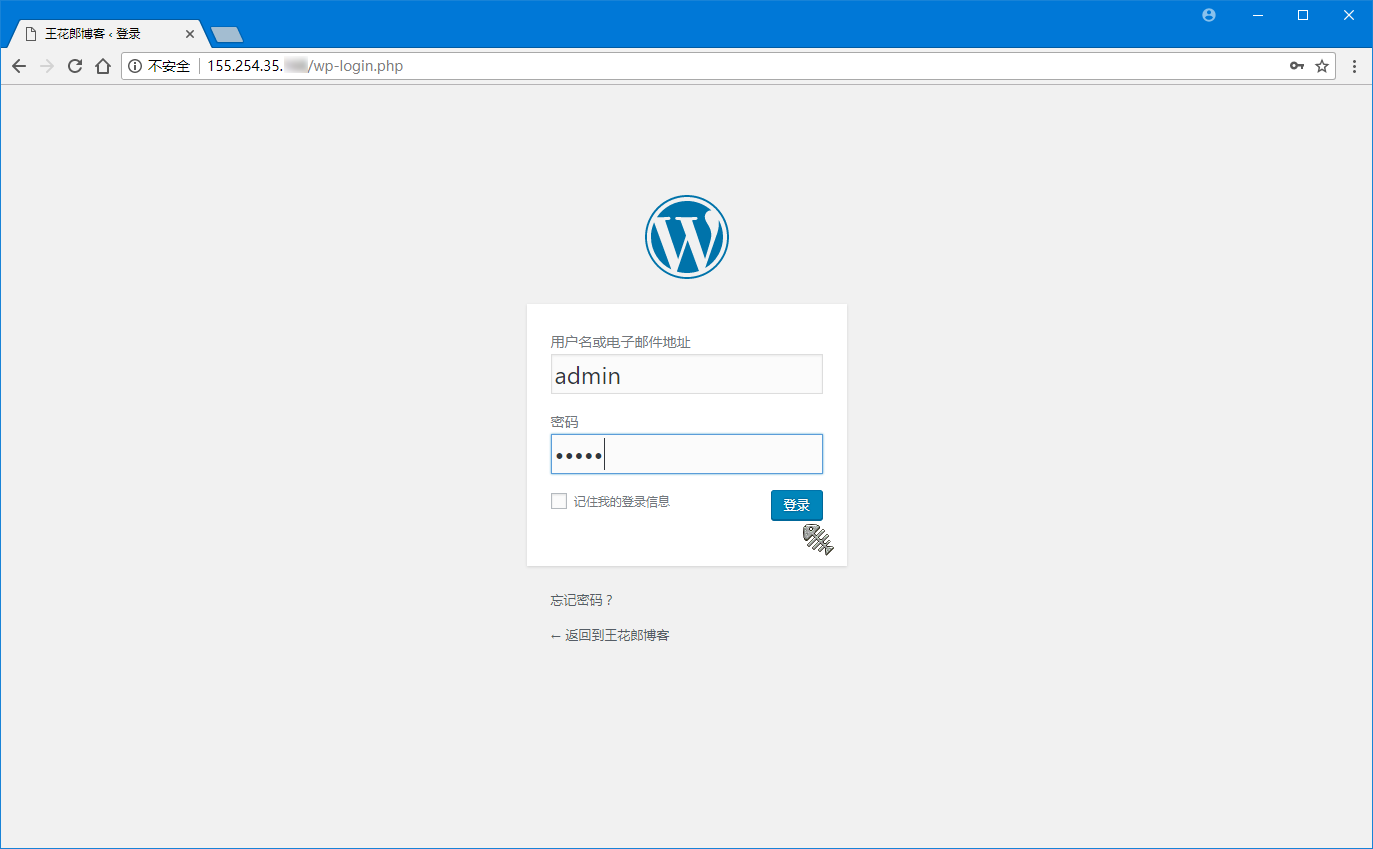 王花郎博客 ‹ 登录
不安全 155.254.35. /wp-login.php
用户名或电子邮件地址
admin
密码
•••••
记住我的登录信息
登录
忘记密码？
← 返回到王花郎博客